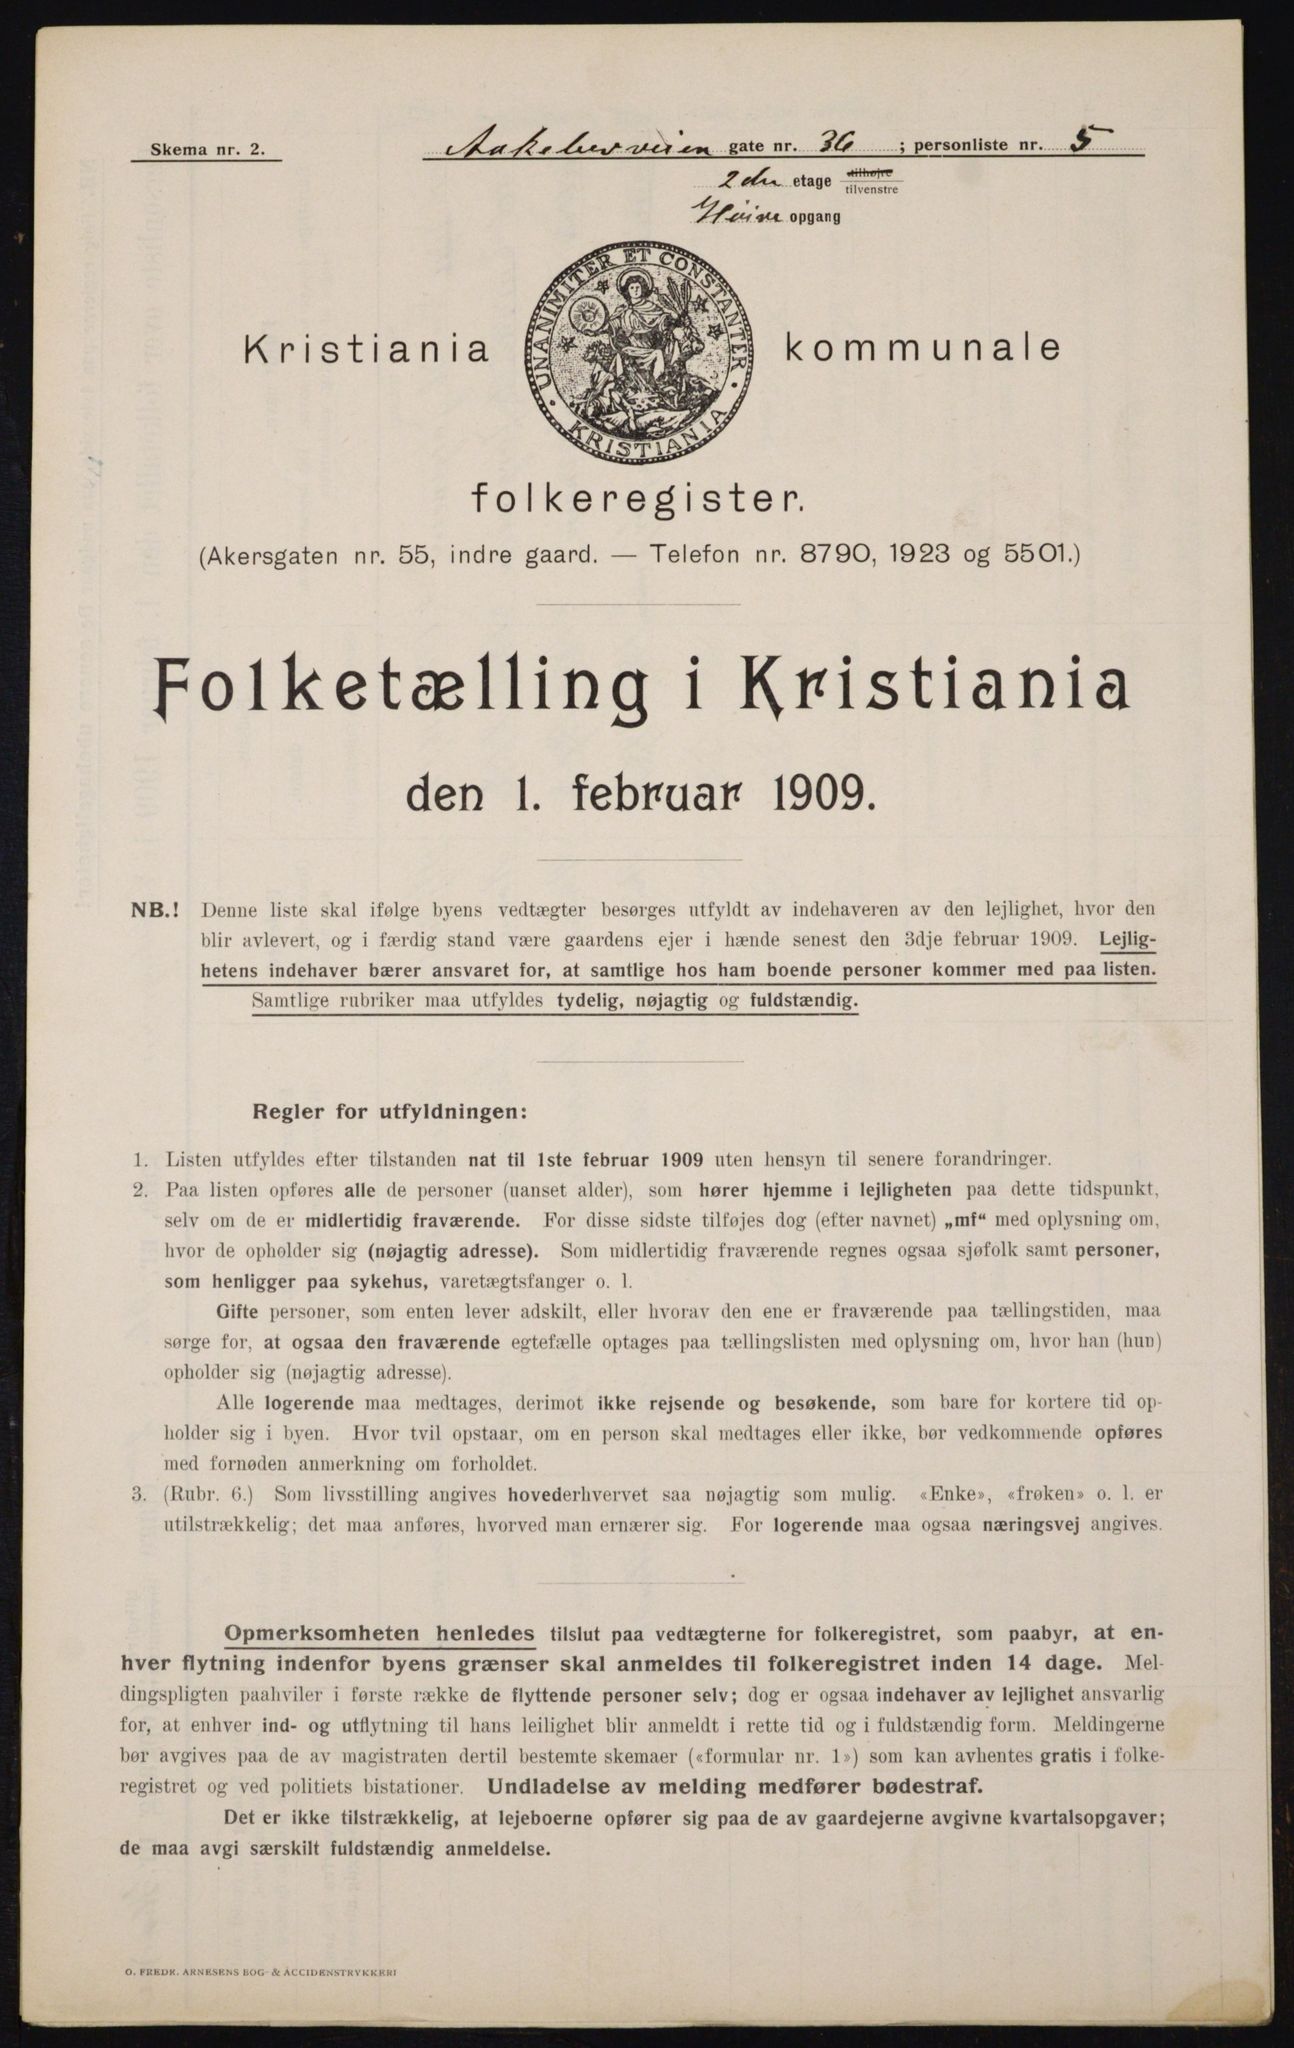 Skema nr. 2.
Aakebergveien gate nr. 36 ; personliste nr. 5
2den etage tilhøjre tilvenstre
Høire opgang
UNANIMITER ET CONSTANTER
KRISTIANIA
Kristiania kommunale
folkeregister.
(Akersgaten nr. 55, indre gaard. — Telefon nr. 8790, 1923 og 5501.)
Folketælling i Kristiania
den 1. februar 1909.
NB.! Denne liste skal ifølge byens vedtægter besørges utfyldt av indehaveren av den lejlighet, hvor den
blir avlevert, og i færdig stand være gaardens ejer i hænde senest den 3dje februar 1909. Lejlig-
hetens indehaver bærer ansvaret for, at samtlige hos ham boende personer kommer med paa listen.
Samtlige rubriker maa utfyldes tydelig, nøjagtig og fuldstændig.
Regler for utfyldningen:
1. Listen utfyldes efter tilstanden nat til 1ste februar 1909 uten hensyn til senere forandringer.
2. Paa listen opføres alle de personer (uanset alder), som hører hjemme i lejligheten paa dette tidspunkt,
selv om de er midlertidig fraværende. For disse sidste tilføjes dog (efter navnet) „mf“ med oplysning om,
hvor de opholder sig (nøjagtig adresse). Som midlertidig fraværende regnes ogsaa sjøfolk samt personer,
som henligger paa sykehus, varetægtsfanger o. l.
Gifte personer, som enten lever adskilt, eller hvorav den ene er fraværende paa tællingstiden, maa
sørge for, at ogsaa den fraværende egtefælle optages paa tællingslisten med oplysning om, hvor han (hun)
opholder sig (nøjagtig adresse).
Alle logerende maa medtages, derimot ikke rejsende og besøkende, som bare for kortere tid op-
holder sig i byen. Hvor tvil opstaar, om en person skal medtages eller ikke, bør vedkommende opføres
med fornøden anmerkning om forholdet.
3. (Rubr. 6.) Som livsstilling angives hovederhvervet saa nøjagtig som mulig. «Enke», «frøken» o. l. er
utilstrækkelig; det maa anføres, hvorved man ernærer sig. For logerende maa ogsaa næringsvej angives.
Opmerksomheten henledes tilslut paa vedtægterne for folkeregistret, som paabyr, at en-
hver flytning indenfor byens grænser skal anmeldes til folkeregistret inden 14 dage. Mel-
dingspligten paahviler i første række de flyttende personer selv; dog er ogsaa indehaver av lejlighet ansvarlig
for, at enhver ind- og utflytning til hans leilighet blir anmeldt i rette tid og i fuldstændig form. Meldingerne
bør avgives paa de av magistraten dertil bestemte skemaer («formular nr. 1») som kan avhentes gratis i folke-
registret og ved politiets bistationer. Undladelse av melding medfører bødestraf.
Det er ikke tilstrækkelig, at lejeboerne opfører sig paa de av gaardejerne avgivne kvartalsopgaver;
de maa avgi særskilt fuldstændig anmeldelse.
O. FREDR. ARNESENS BOG- & ACCIDENSTRYKKERI